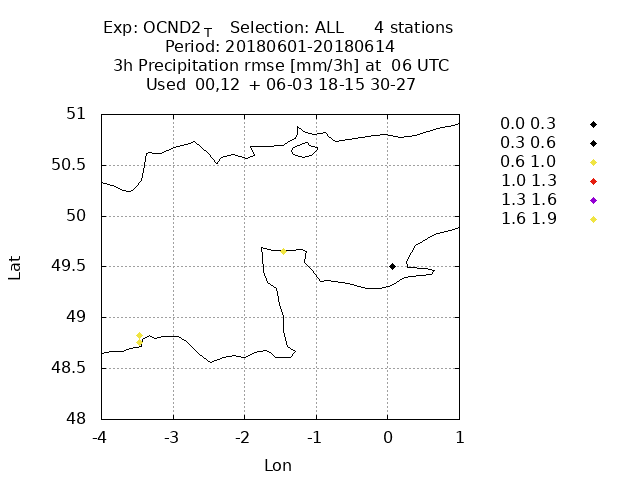 Exp: OCND2_T   Selection: ALL      4 stations
Period: 20180601-20180614
3h Precipitation rmse [mm/3h] at  06 UTC
Used  00,12  + 06-03 18-15 30-27
51
50.5
50
49.5
49
48.5
48
-4 -3 -2 -1 0 1
Lat
Lon
0.0 0.3
0.3 0.6
0.6 1.0
1.0 1.3
1.3 1.6
1.6 1.9